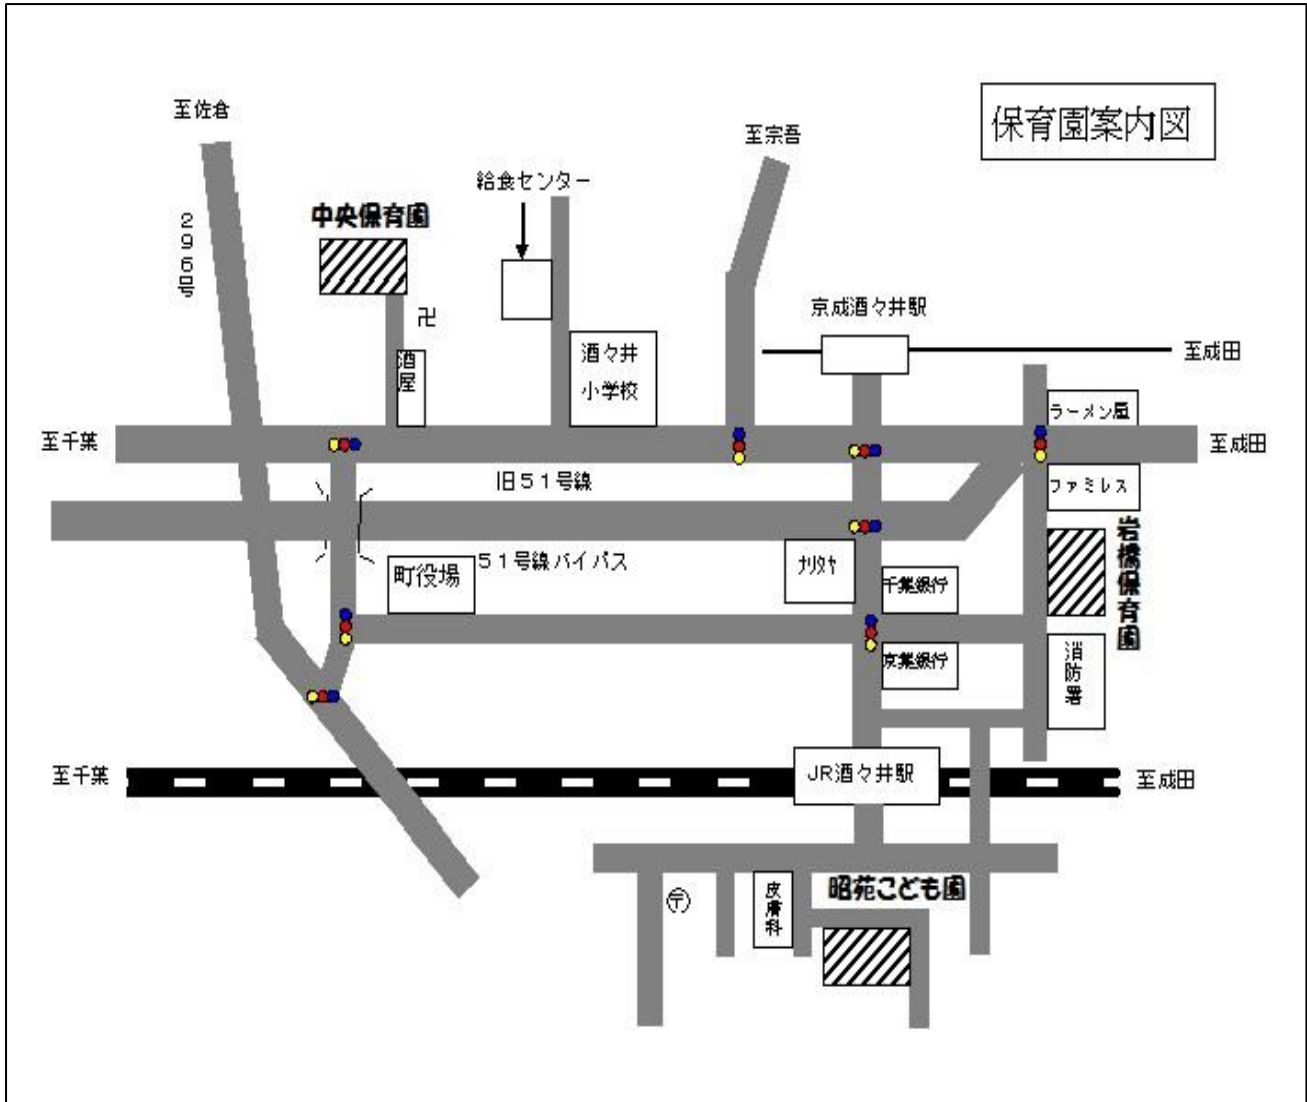 至佐倉
保育園案内図
至宗吾
給食センター
中央保育園
296号
卍
京成酒々井駅
酒々井
小学校
至成田
酒屋
ラーメン屋
至千葉
至成田
旧51号線
ファミレス
51号線バイパス
町役場
ナリタヤ
千葉銀行
岩橋保育園
京葉銀行
消防署
至千葉
JR酒々井駅
至成田
皮膚科
昭苑こども園
〒